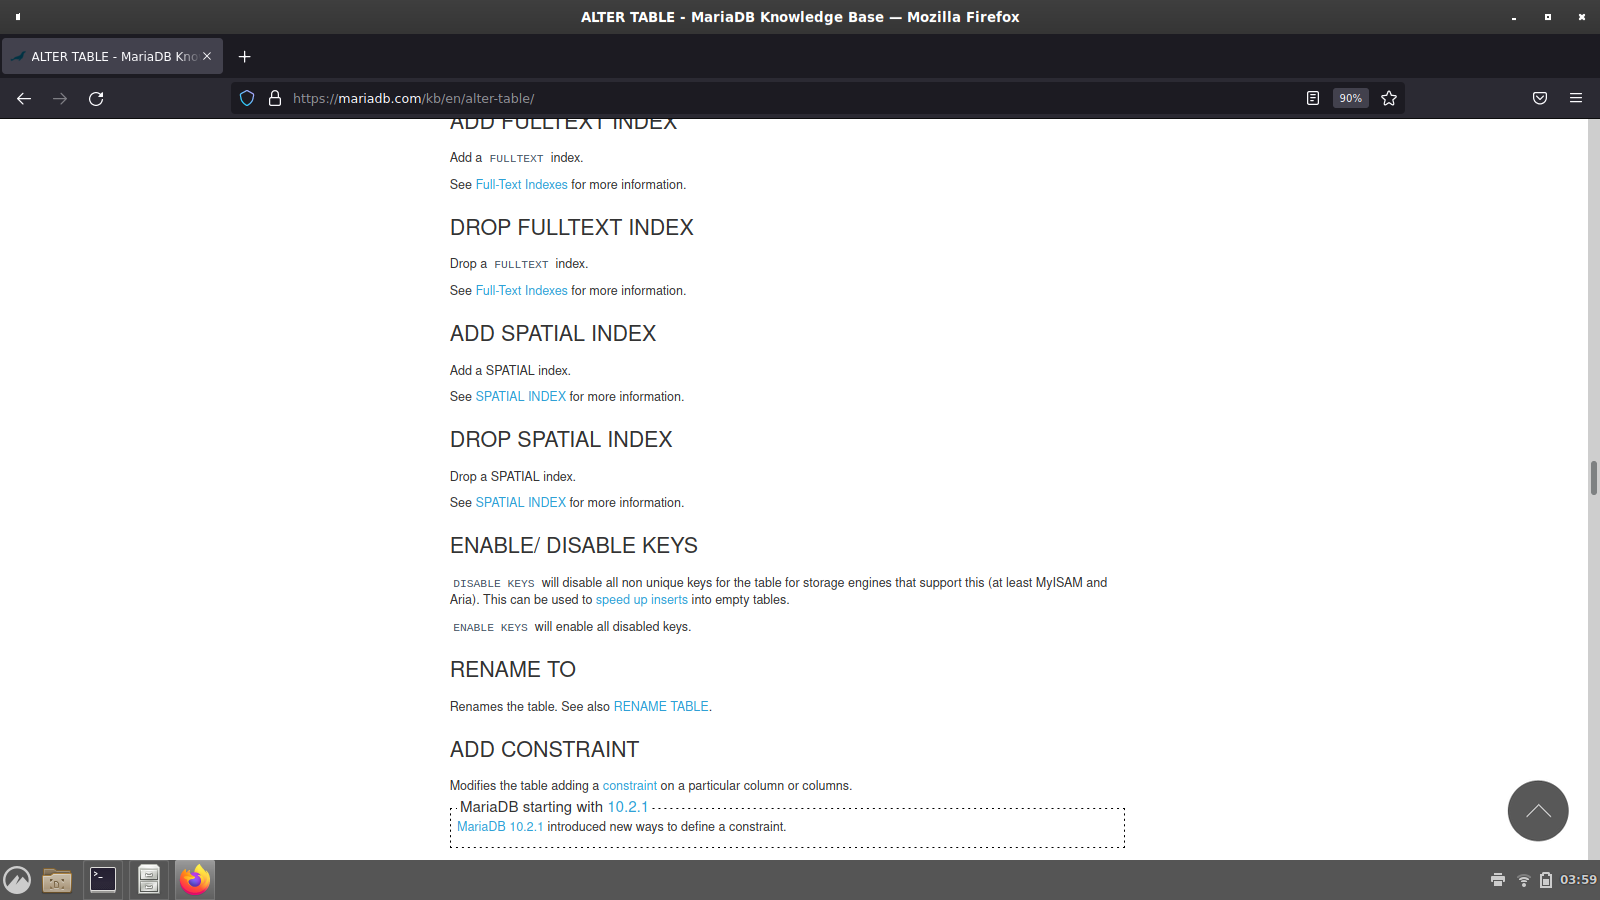 ALTER TABLE - MariaDB Knowledge Base — Mozilla Firefox
ALTER TABLE - MariaDB Kno
https://mariadb.com/kb/en/alter-table/
90%
ADD FULLTEXT INDEX
Add a FULLTEXT index.
See Full-Text Indexes for more information.
DROP FULLTEXT INDEX
Drop a FULLTEXT index.
See Full-Text Indexes for more information.
ADD SPATIAL INDEX
Add a SPATIAL index.
See SPATIAL INDEX for more information.
DROP SPATIAL INDEX
Drop a SPATIAL index.
See SPATIAL INDEX for more information.
ENABLE/ DISABLE KEYS
DISABLE KEYS will disable all non unique keys for the table for storage engines that support this (at least MyISAM and
Aria). This can be used to speed up inserts into empty tables.
ENABLE KEYS will enable all disabled keys.
RENAME TO
Renames the table. See also RENAME TABLE.
ADD CONSTRAINT
Modifies the table adding a constraint on a particular column or columns.
MariaDB starting with 10.2.1
MariaDB 10.2.1 introduced new ways to define a constraint.
03:59